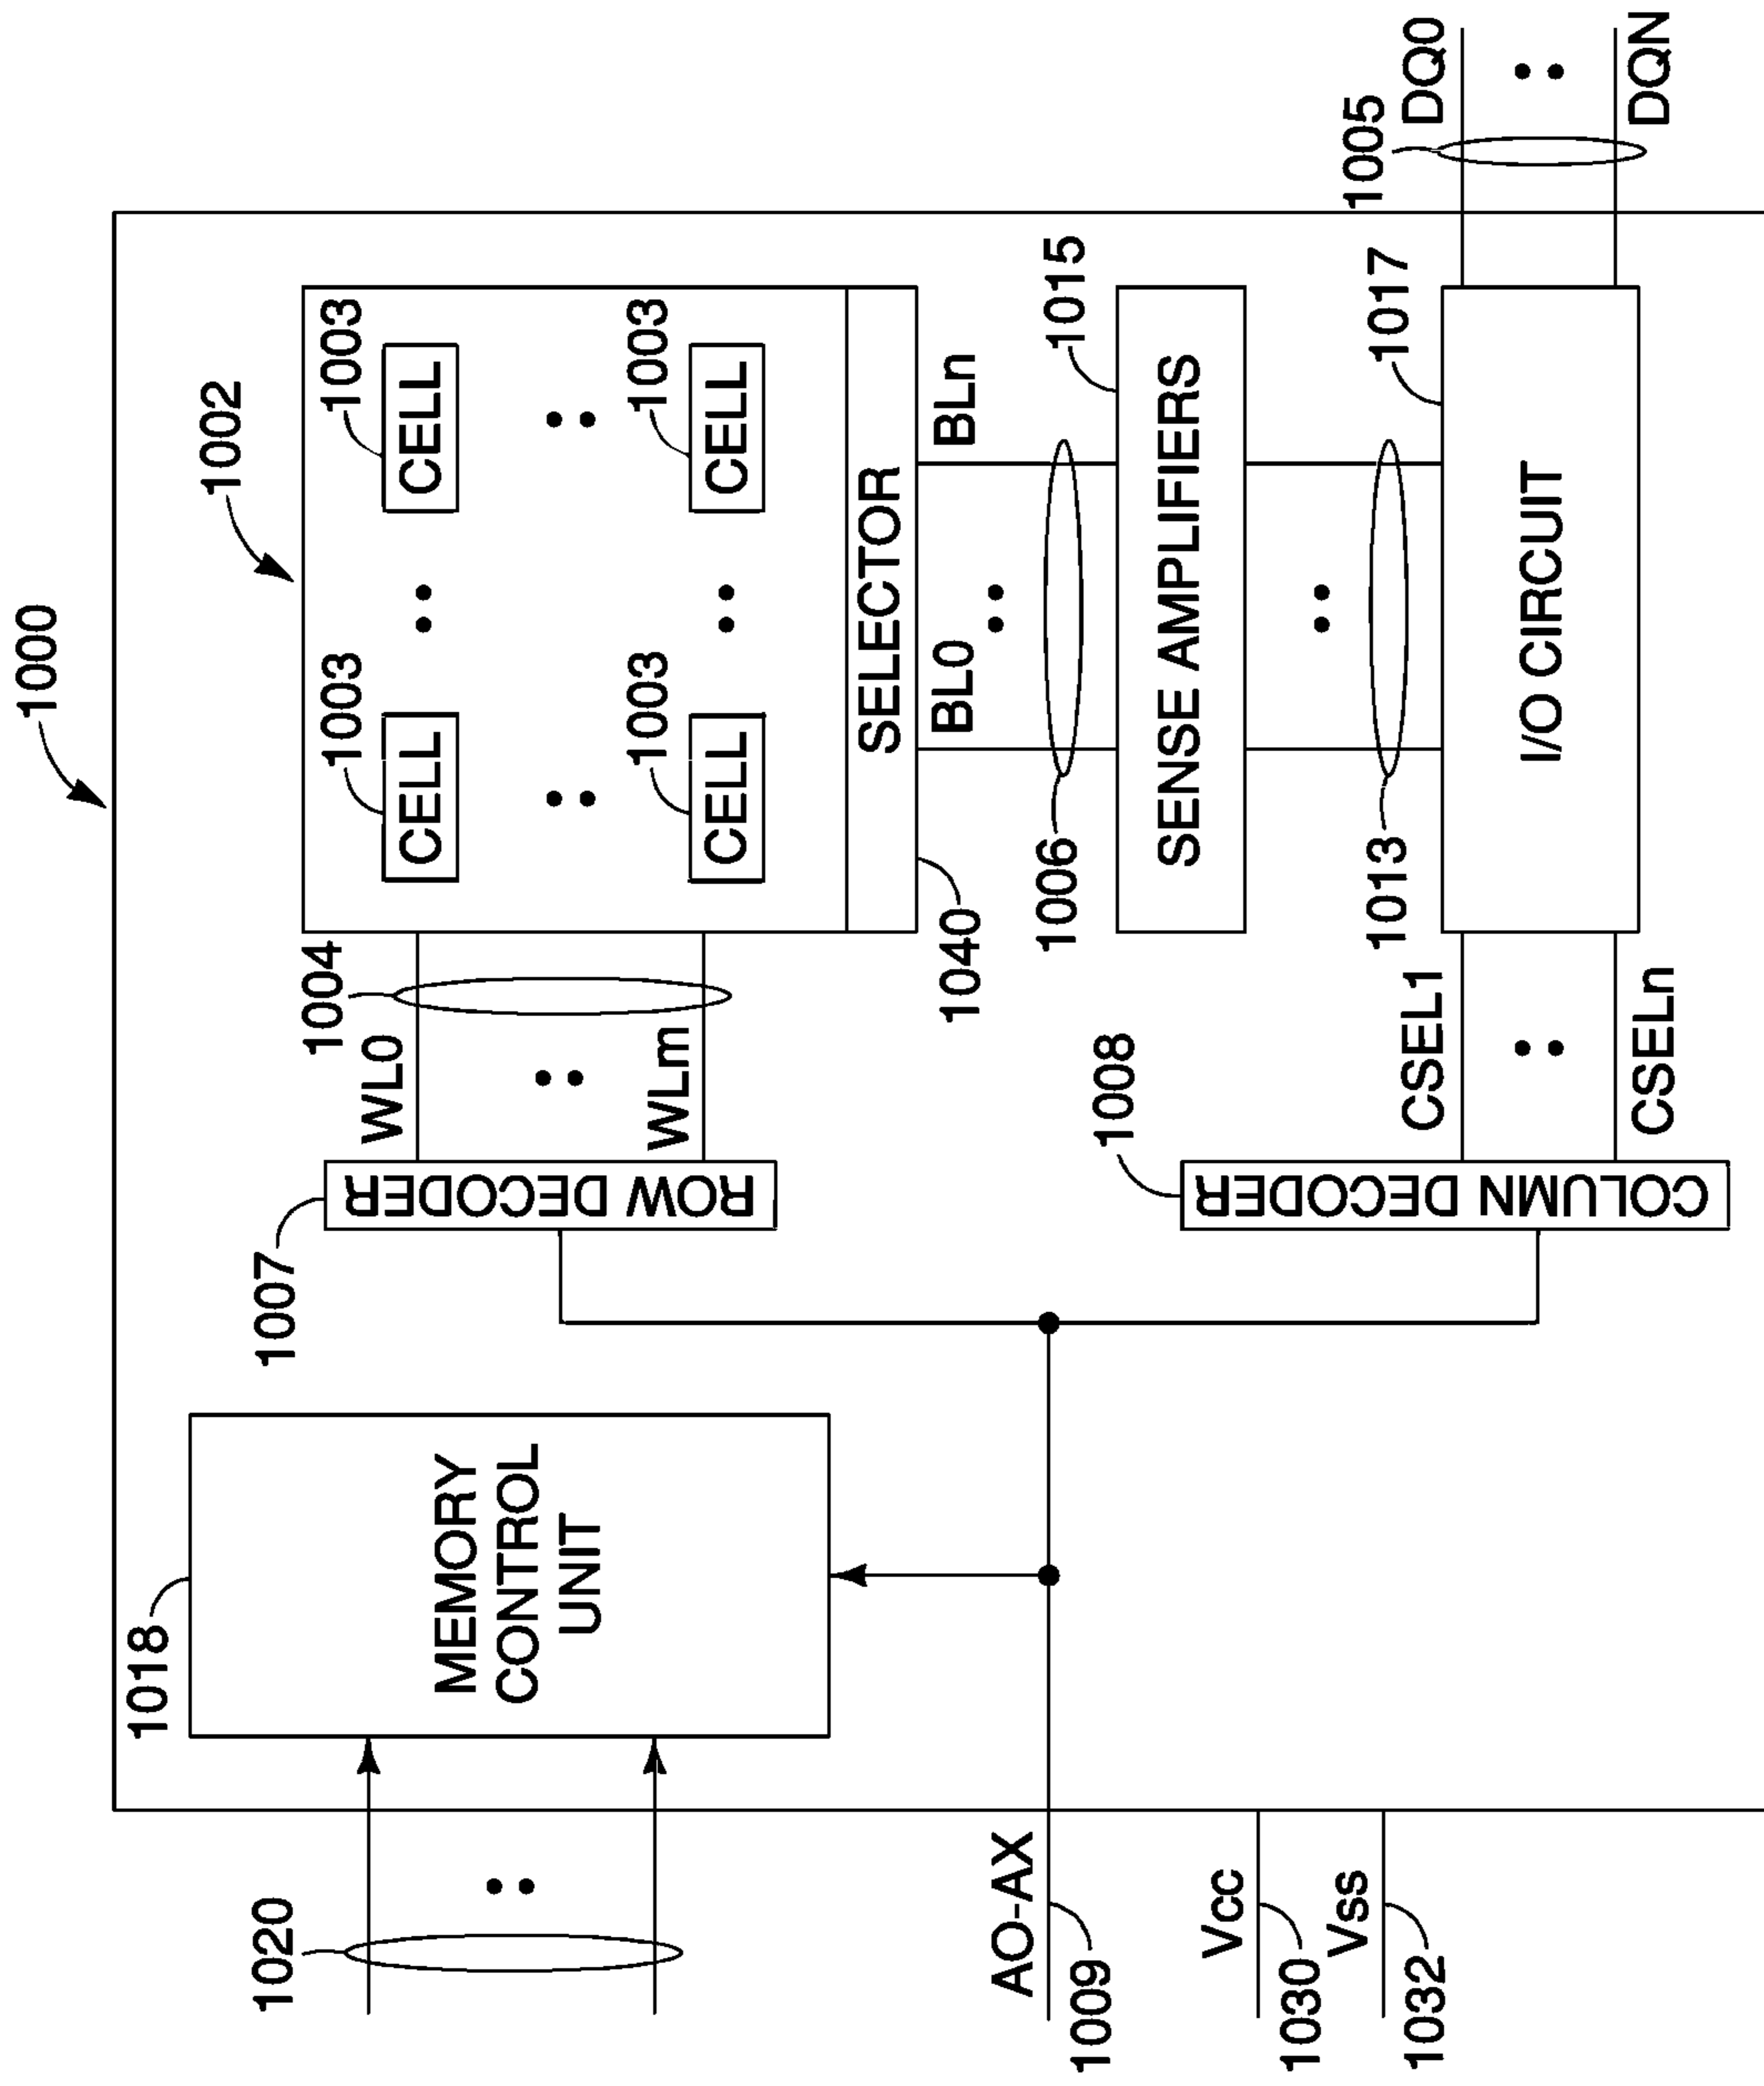 1000
1002
1018
1007
1004
1003
1003
1020
MEMORY
CONTROL
UNIT
ROW DECODER
WL0
WLm
CELL
CELL
1003
1003
CELL
CELL
SELECTOR
1040
BL0
BLn
1006
1015
SENSE AMPLIFIERS
AO-AX
1009
1008
1013
1017
1005
Vcc
1030
Vss
1032
COLUMN DECODER
CSEL1
CSELn
I/O CIRCUIT
DQ0
DQN